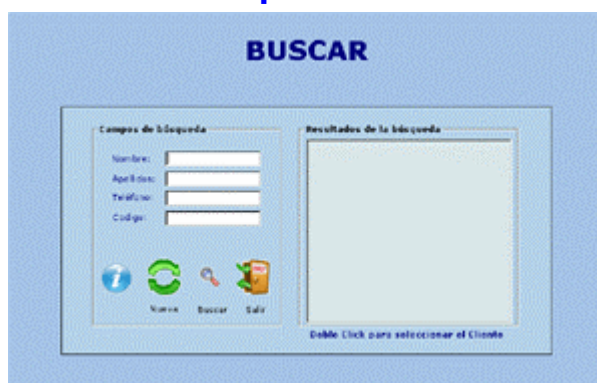 BUSCAR
Campos de búsqueda
Nombre:
Apellidos:
Teléfono:
Codigo:
Nuevo
Buscar
Salir
Resultados de la búsqueda
Doble Click para seleccionar el Cliente